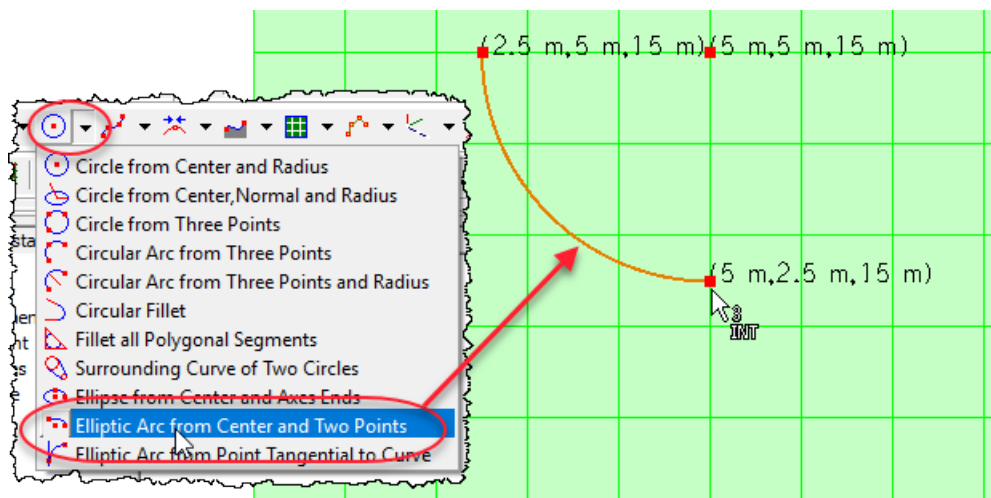 (2.5 m,5 m,15 m)
(5 m,5 m,15 m)
Circle from Center and Radius
Circle from Center,Normal and Radius
Circle from Three Points
sta
Circular Arc from Three Points
Circular Arc from Three Points and Radius
Circular Fillet
Fillet all Polygonal Segments
Surrounding Curve of Two Circles
Ellipse from Center and Axes Ends
Elliptic Arc from Center and Two Points
Elliptic Arc from Point Tangential to Curve
(5 m,2.5 m,15 m)
3
INT